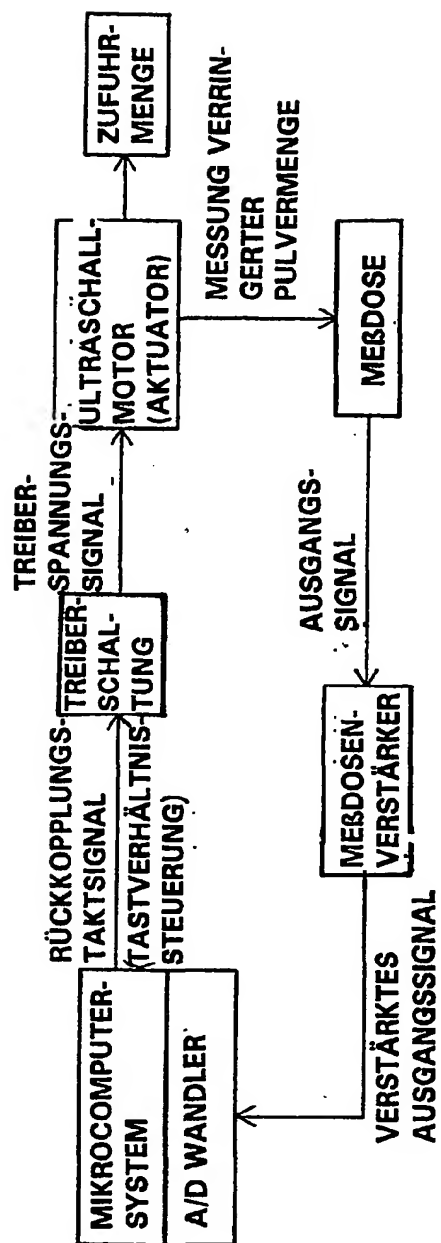 MIKROCOMPUTER-
SYSTEM
A/D WANDLER
RÜCKKOPPLUNGS-
TAKTSIGNAL
(TASTVERHÄLTNIS-
STEUERUNG)
TREIBER-
SCHAL-
TUNG
TREIBER-
SPANNUNGS-
SIGNAL
ULTRASCHALL-
MOTOR
(AKTUATOR)
ZUFUHR-
MENGE
MESSUNG VERRIN-
GERTER
PULVERMENGE
MEßDOSE
AUSGANGS-
SIGNAL
MEßDOSEN-
VERSTÄRKER
VERSTÄRKTES
AUSGANGSSIGNAL